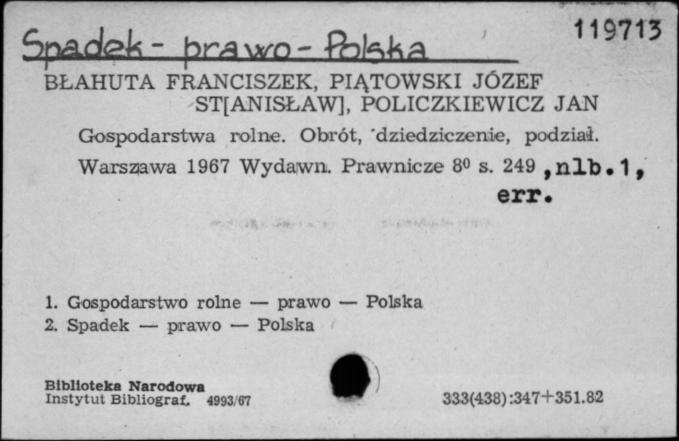 119713
Spadek - prawo - Polska
BŁAHUTA FRANCISZEK, PIĄTOWSKI JÓZEF
ST[ANISŁAW], POLICZKIEWICZ JAN
Gospodarstwa rolne. Obrót, dziedziczenie, podział.
Warszawa 1967 Wydawn. Prawnicze 8⁰ s. 249 , nlb. 1,
err.
1. Gospodarstwo rolne — prawo — Polska
2. Spadek — prawo — Polska
Biblioteka Narodowa
Instytut Bibliograf. 4993/67
333(438):347+351.82